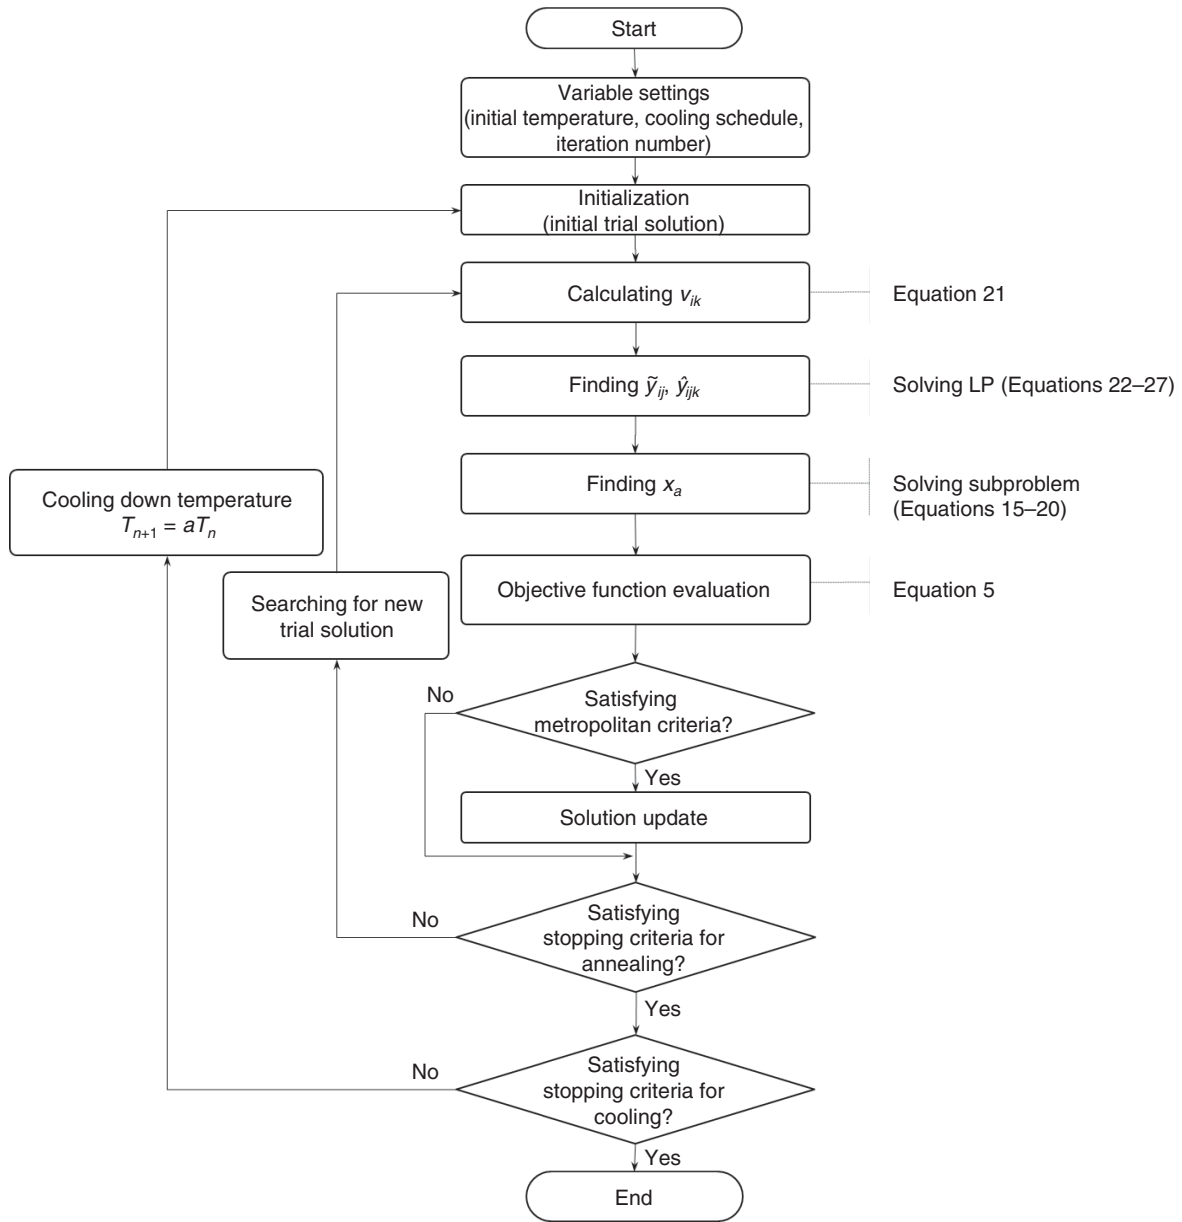 Start
Variable settings
(initial temperature, cooling schedule,
iteration number)
Initialization
(initial trial solution)
Calculating v_ik
Equation 21
Finding ỹ_ij, ŷ_ijk
Solving LP (Equations 22–27)
Finding x_a
Solving subproblem
(Equations 15–20)
Cooling down temperature
T_n+1 = aT_n
Objective function evaluation
Equation 5
Searching for new
trial solution
No
Satisfying
metropolitan criteria?
Yes
Solution update
No
Satisfying
stopping criteria for
annealing?
Yes
No
Satisfying
stopping criteria for
cooling?
Yes
End